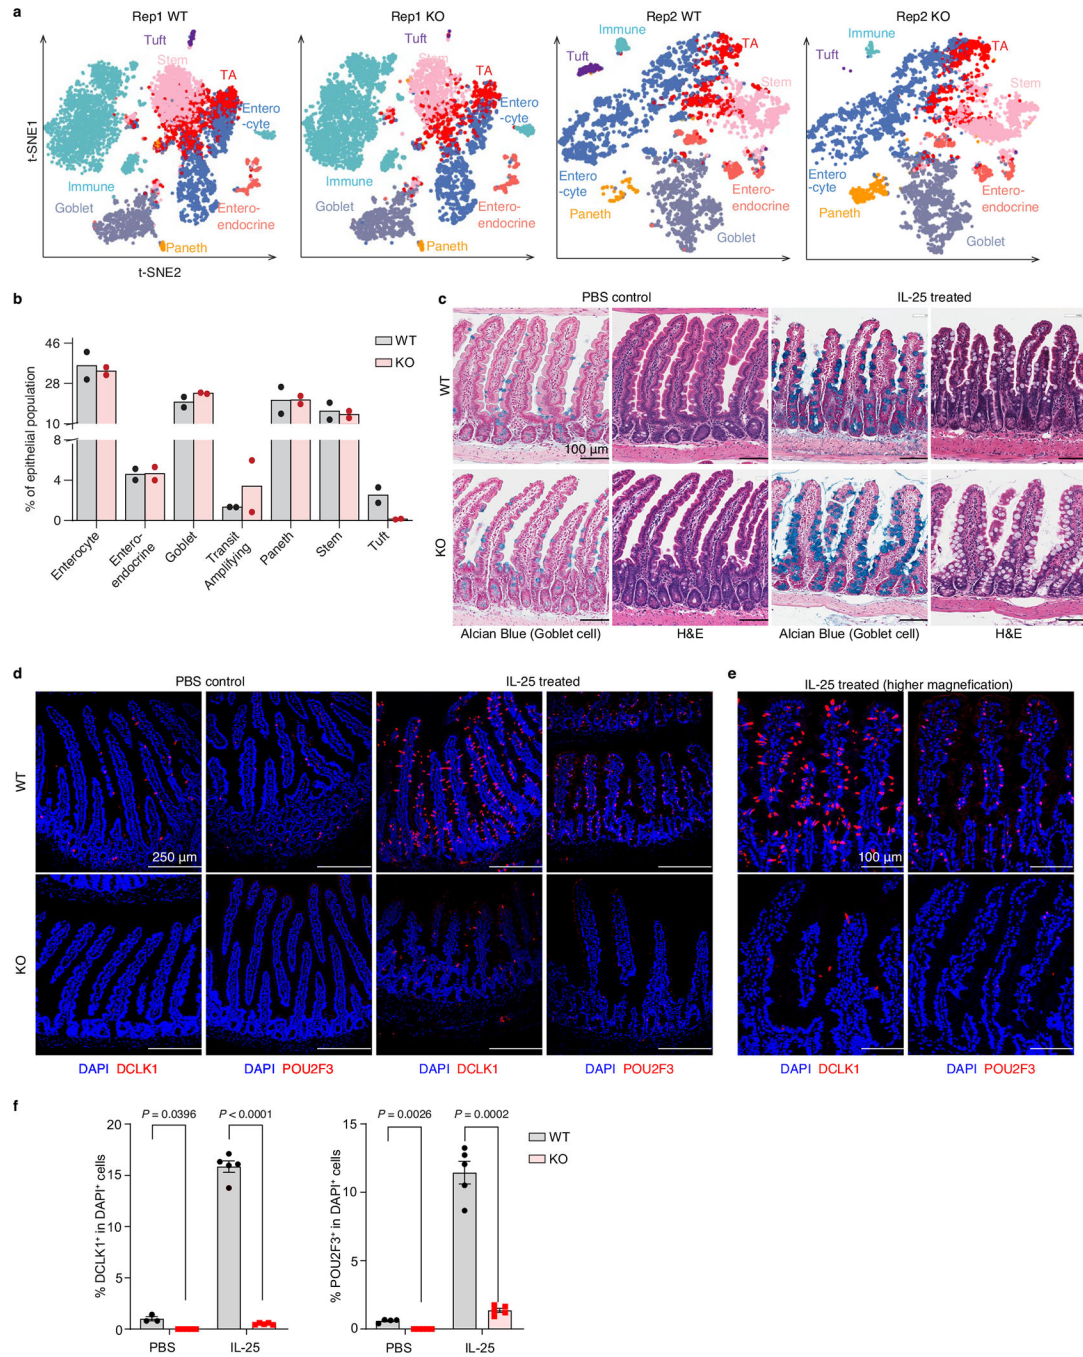 a
Rep1 WT
Rep1 KO
Rep2 WT
Rep2 KO
t-SNE1
t-SNE2
Tuft
Stem
TA
Entero
-cyte
Immune
Goblet
Entero-
endocrine
Paneth
Tuft
Stem
TA
Entero
-cyte
Immune
Goblet
Entero-
endocrine
Paneth
Immune
Tuft
TA
Stem
Entero
-cyte
Paneth
Entero-
endocrine
Goblet
Immune
Tuft
TA
Stem
Entero
-cyte
Paneth
Entero-
endocrine
Goblet
b
% of epithelial population
46
28
10
8
4
0
WT
KO
Enterocyte
Entero-
endocrine
Goblet
Transit
Amplifying
Paneth
Stem
Tuft
c
PBS control
IL-25 treated
WT
KO
100 µm
Alcian Blue (Goblet cell)
H&E
Alcian Blue (Goblet cell)
H&E
d
PBS control
IL-25 treated
WT
KO
250 µm
DAPI DCLK1
DAPI POU2F3
DAPI DCLK1
DAPI POU2F3
e
IL-25 treated (higher magnefication)
100 µm
DAPI DCLK1
DAPI POU2F3
f
% DCLK1+ in DAPI+ cells
20
15
10
5
0
P = 0.0396
P < 0.0001
PBS
IL-25
% POU2F3+ in DAPI+ cells
15
10
5
0
P = 0.0026
P = 0.0002
PBS
IL-25
WT
KO